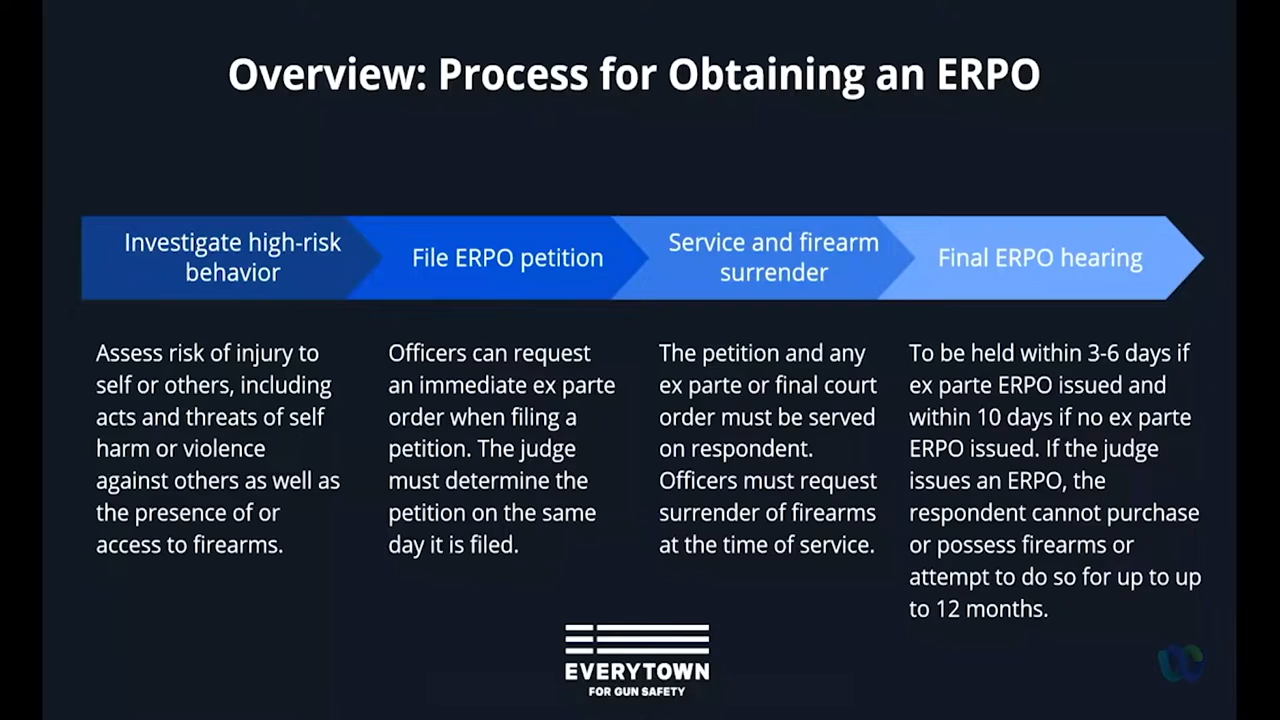 Overview: Process for Obtaining an ERPO
Investigate high-risk
behavior
File ERPO petition
Service and firearm
surrender
Final ERPO hearing
Assess risk of injury to
self or others, including
acts and threats of self
harm or violence
against others as well as
the presence of or
access to firearms.
Officers can request
an immediate ex parte
order when filing a
petition. The judge
must determine the
petition on the same
day it is filed.
The petition and any
ex parte or final court
order must be served
on respondent.
Officers must request
surrender of firearms
at the time of service.
To be held within 3-6 days if
ex parte ERPO issued and
within 10 days if no ex parte
ERPO issued. If the judge
issues an ERPO, the
respondent cannot purchase
or possess firearms or
attempt to do so for up to up
to 12 months.
EVERYTOWN
FOR GUN SAFETY